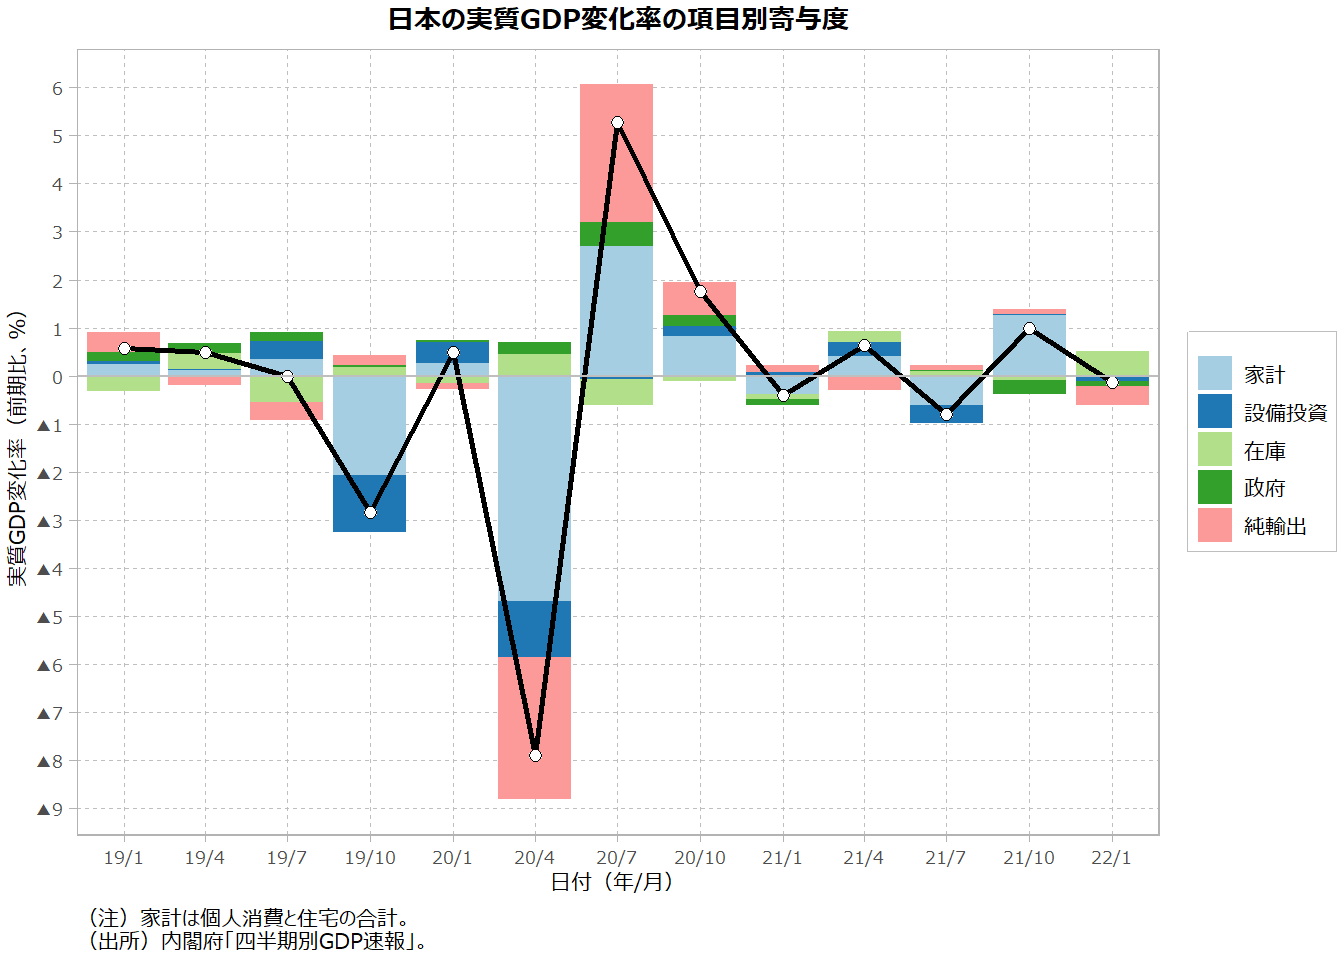 日本の実質GDP変化率の項目別寄与度
実質GDP変化率（前期比、%）
6
5
4
3
2
1
0
▲1
▲2
▲3
▲4
▲5
▲6
▲7
▲8
▲9
19/1 19/4 19/7 19/10 20/1 20/4 20/7 20/10 21/1 21/4 21/7 21/10 22/1
日付（年/月）
家計
設備投資
在庫
政府
純輸出
（注）家計は個人消費と住宅の合計。
（出所）内閣府｢四半期別GDP速報｣。